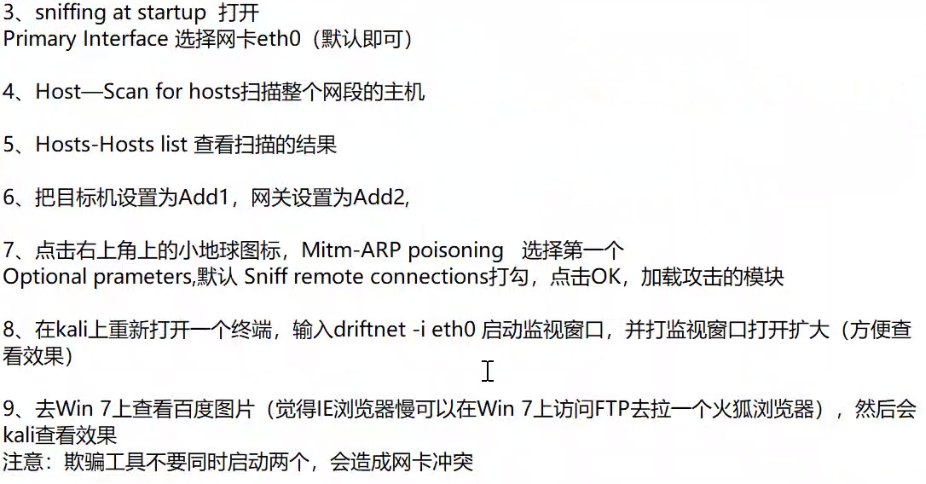 3、sniffing at startup  打开
Primary Interface 选择网卡eth0（默认即可）
4、Host—Scan for hosts扫描整个网段的主机
5、Hosts-Hosts list 查看扫描的结果
6、把目标机设置为Add1，网关设置为Add2,
7、点击右上角上的小地球图标，Mitm-ARP poisoning   选择第一个
Optional prameters,默认 Sniff remote connections打勾，点击OK，加载攻击的模块
8、在kali上重新打开一个终端，输入driftnet -i eth0 启动监视窗口，并打监视窗口打开扩大（方便查
看效果）
9、去Win 7上查看百度图片（觉得IE浏览器慢可以在Win 7上访问FTP去拉一个火狐浏览器），然后会
kali查看效果
注意：欺骗工具不要同时启动两个，会造成网卡冲突